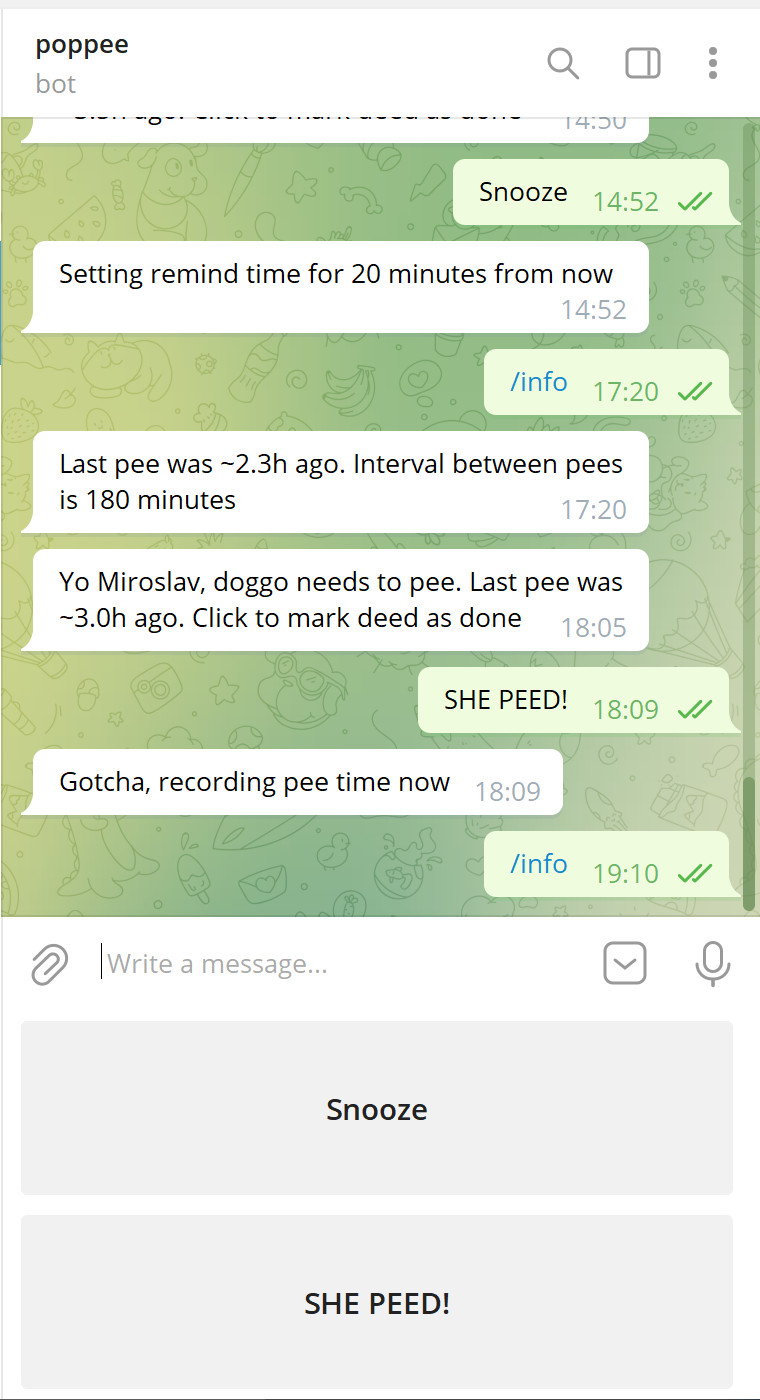 poppee
bot
ago. Click to mark deed as done 14:50
Snooze 14:52
Setting remind time for 20 minutes from now
14:52
/info 17:20
Last pee was ~2.3h ago. Interval between pees
is 180 minutes 17:20
Yo Miroslav, doggo needs to pee. Last pee was
~3.0h ago. Click to mark deed as done 18:05
SHE PEED! 18:09
Gotcha, recording pee time now 18:09
/info 19:10
Write a message...
Snooze
SHE PEED!